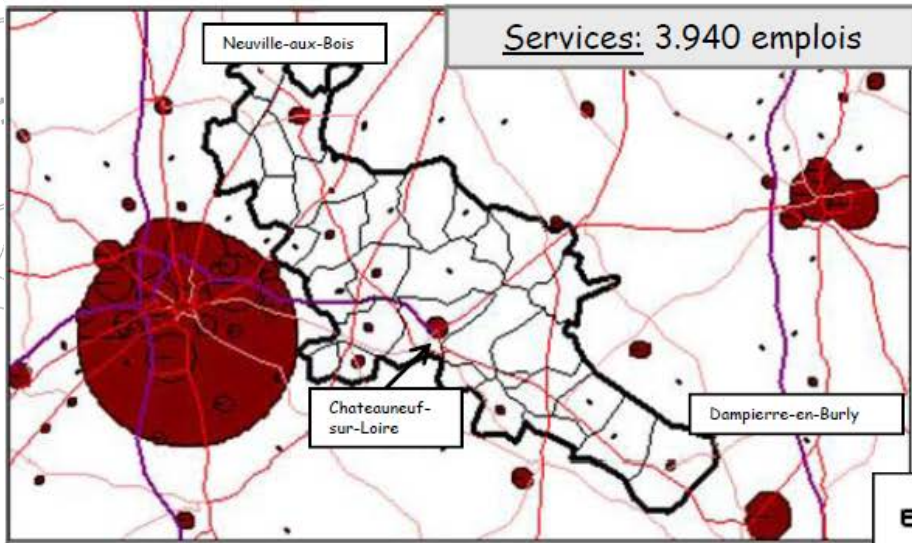 Neuville-aux-Bois
Services: 3.940 emplois
Chateauneuf-
sur-Loire
Dampierre-en-Burly